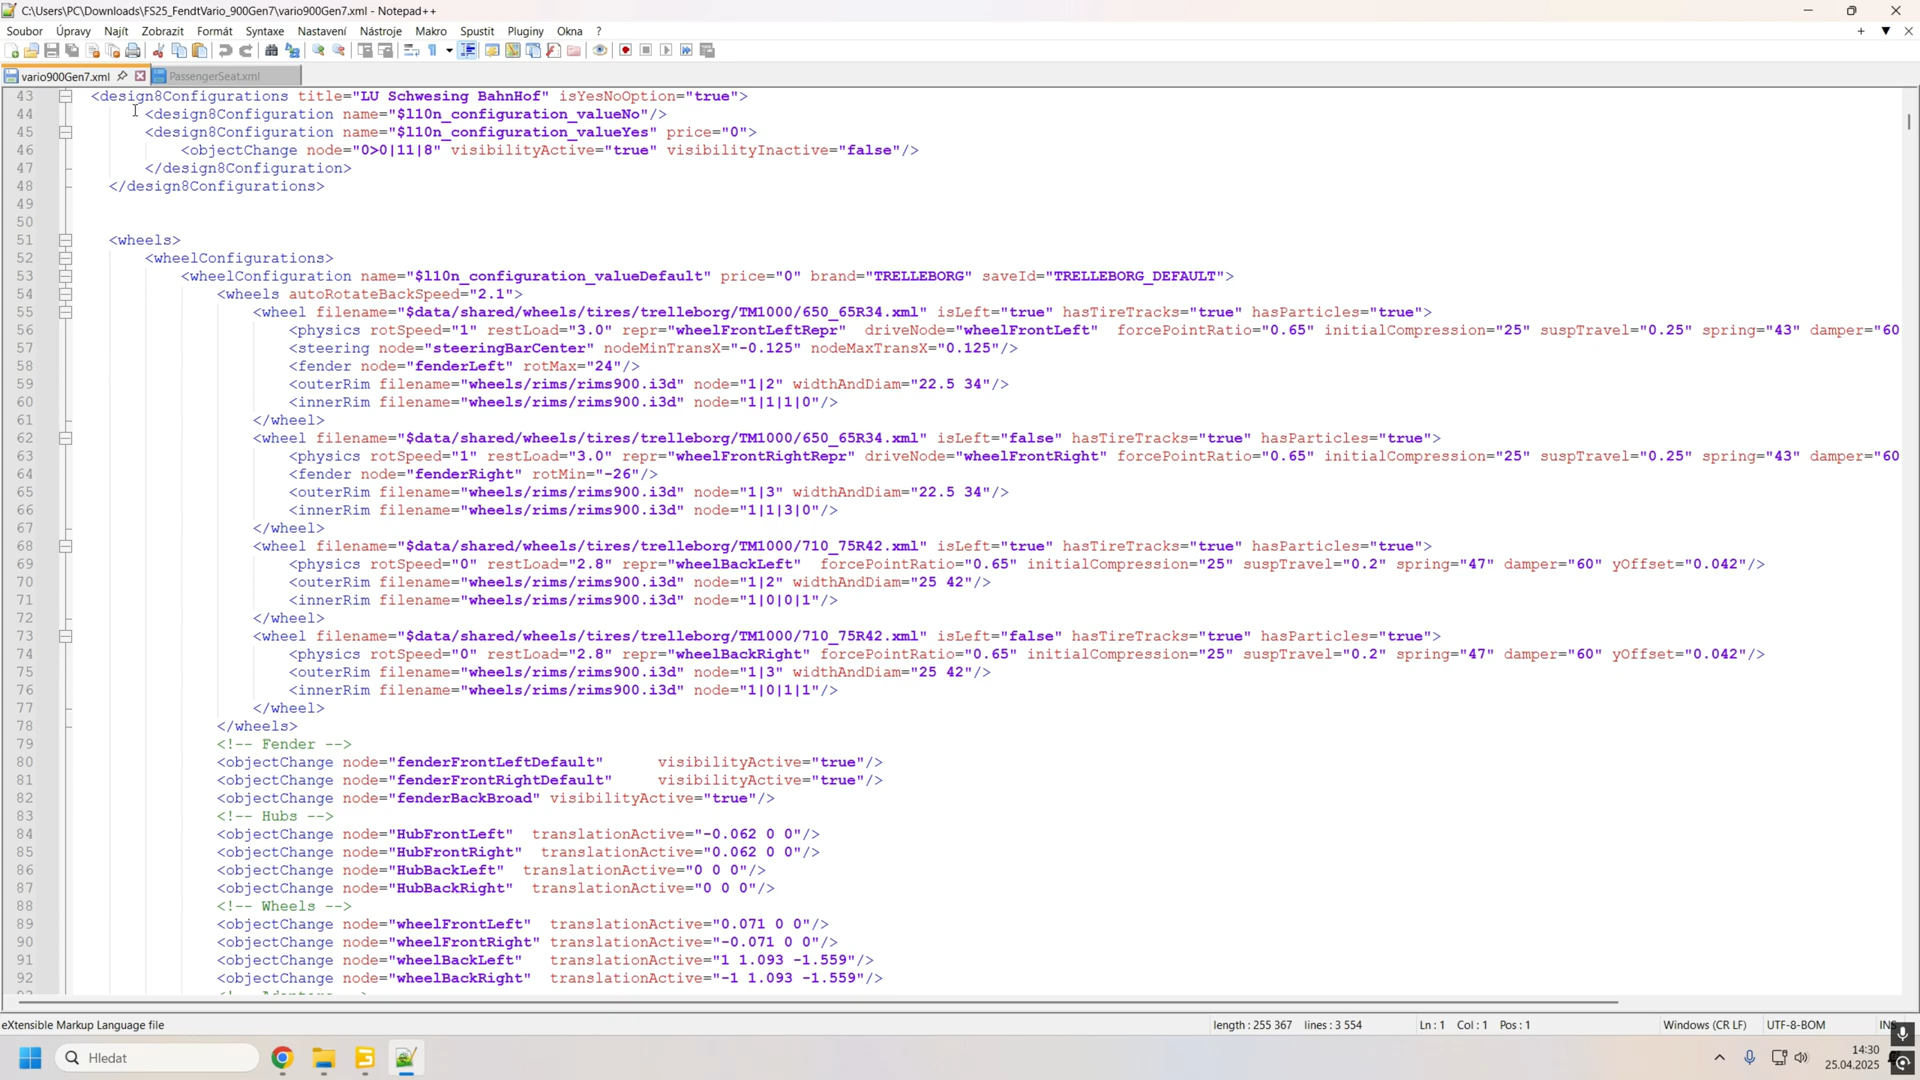 C:\Users\PC\Downloads\FS25_FendtVario_900Gen7\vario900Gen7.xml - Notepad++
Soubor Úpravy Najít Zobrazit Formát Syntaxe Nastavení Nástroje Makro Spustit Pluginy Okna ?
vario900Gen7.xml PassengerSeat.xml
43 <design8Configurations title="LU Schwesing BahnHof" isYesNoOption="true">
44 <design8Configuration name="$l10n_configuration_valueNo"/>
45 <design8Configuration name="$l10n_configuration_valueYes" price="0">
46 <objectChange node="0>0|11|8" visibilityActive="true" visibilityInactive="false"/>
47 </design8Configuration>
48 </design8Configurations>
49
50
51 <wheels>
52 <wheelConfigurations>
53 <wheelConfiguration name="$l10n_configuration_valueDefault" price="0" brand="TRELLEBORG" saveId="TRELLEBORG_DEFAULT">
54 <wheels autoRotateBackSpeed="2.1">
55 <wheel filename="$data/shared/wheels/tires/trelleborg/TM1000/650_65R34.xml" isLeft="true" hasTireTracks="true" hasParticles="true">
56 <physics rotSpeed="1" restLoad="3.0" repr="wheelFrontLeftRepr" driveNode="wheelFrontLeft" forcePointRatio="0.65" initialCompression="25" suspTravel="0.25" spring="43" damper="60
57 <steering node="steeringBarCenter" nodeMinTransX="-0.125" nodeMaxTransX="0.125"/>
58 <fender node="fenderLeft" rotMax="24"/>
59 <outerRim filename="wheels/rims/rims900.i3d" node="1|2" widthAndDiam="22.5 34"/>
60 <innerRim filename="wheels/rims/rims900.i3d" node="1|1|1|0"/>
61 </wheel>
62 <wheel filename="$data/shared/wheels/tires/trelleborg/TM1000/650_65R34.xml" isLeft="false" hasTireTracks="true" hasParticles="true">
63 <physics rotSpeed="1" restLoad="3.0" repr="wheelFrontRightRepr" driveNode="wheelFrontRight" forcePointRatio="0.65" initialCompression="25" suspTravel="0.25" spring="43" damper="60
64 <fender node="fenderRight" rotMin="-26"/>
65 <outerRim filename="wheels/rims/rims900.i3d" node="1|3" widthAndDiam="22.5 34"/>
66 <innerRim filename="wheels/rims/rims900.i3d" node="1|1|3|0"/>
67 </wheel>
68 <wheel filename="$data/shared/wheels/tires/trelleborg/TM1000/710_75R42.xml" isLeft="true" hasTireTracks="true" hasParticles="true">
69 <physics rotSpeed="0" restLoad="2.8" repr="wheelBackLeft" forcePointRatio="0.65" initialCompression="25" suspTravel="0.2" spring="47" damper="60" yOffset="0.042"/>
70 <outerRim filename="wheels/rims/rims900.i3d" node="1|2" widthAndDiam="25 42"/>
71 <innerRim filename="wheels/rims/rims900.i3d" node="1|0|0|1"/>
72 </wheel>
73 <wheel filename="$data/shared/wheels/tires/trelleborg/TM1000/710_75R42.xml" isLeft="false" hasTireTracks="true" hasParticles="true">
74 <physics rotSpeed="0" restLoad="2.8" repr="wheelBackRight" forcePointRatio="0.65" initialCompression="25" suspTravel="0.2" spring="47" damper="60" yOffset="0.042"/>
75 <outerRim filename="wheels/rims/rims900.i3d" node="1|3" widthAndDiam="25 42"/>
76 <innerRim filename="wheels/rims/rims900.i3d" node="1|0|1|1"/>
77 </wheel>
78 </wheels>
79 <!-- Fender -->
80 <objectChange node="fenderFrontLeftDefault" visibilityActive="true"/>
81 <objectChange node="fenderFrontRightDefault" visibilityActive="true"/>
82 <objectChange node="fenderBackBroad" visibilityActive="true"/>
83 <!-- Hubs -->
84 <objectChange node="HubFrontLeft" translationActive="-0.062 0 0"/>
85 <objectChange node="HubFrontRight" translationActive="0.062 0 0"/>
86 <objectChange node="HubBackLeft" translationActive="0 0 0"/>
87 <objectChange node="HubBackRight" translationActive="0 0 0"/>
88 <!-- Wheels -->
89 <objectChange node="wheelFrontLeft" translationActive="0.071 0 0"/>
90 <objectChange node="wheelFrontRight" translationActive="-0.071 0 0"/>
91 <objectChange node="wheelBackLeft" translationActive="1 1.093 -1.559"/>
92 <objectChange node="wheelBackRight" translationActive="-1 1.093 -1.559"/>
eXtensible Markup Language file length : 255 367 lines : 3 554 Ln : 1 Col : 1 Pos : 1 Windows (CR LF) UTF-8-BOM INS
Hledat
14:30
25.04.2025